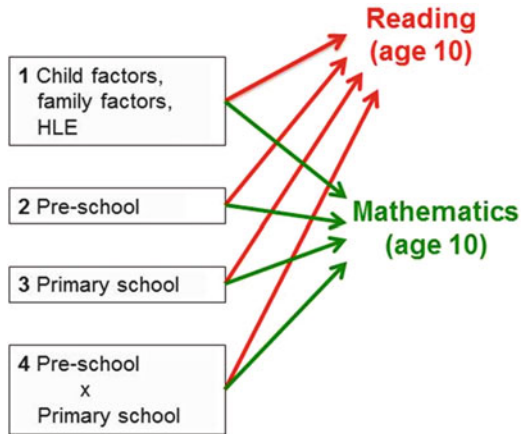 1 Child factors,
family factors,
HLE
2 Pre-school
3 Primary school
4 Pre-school
x
Primary school
Reading
(age 10)
Mathematics
(age 10)